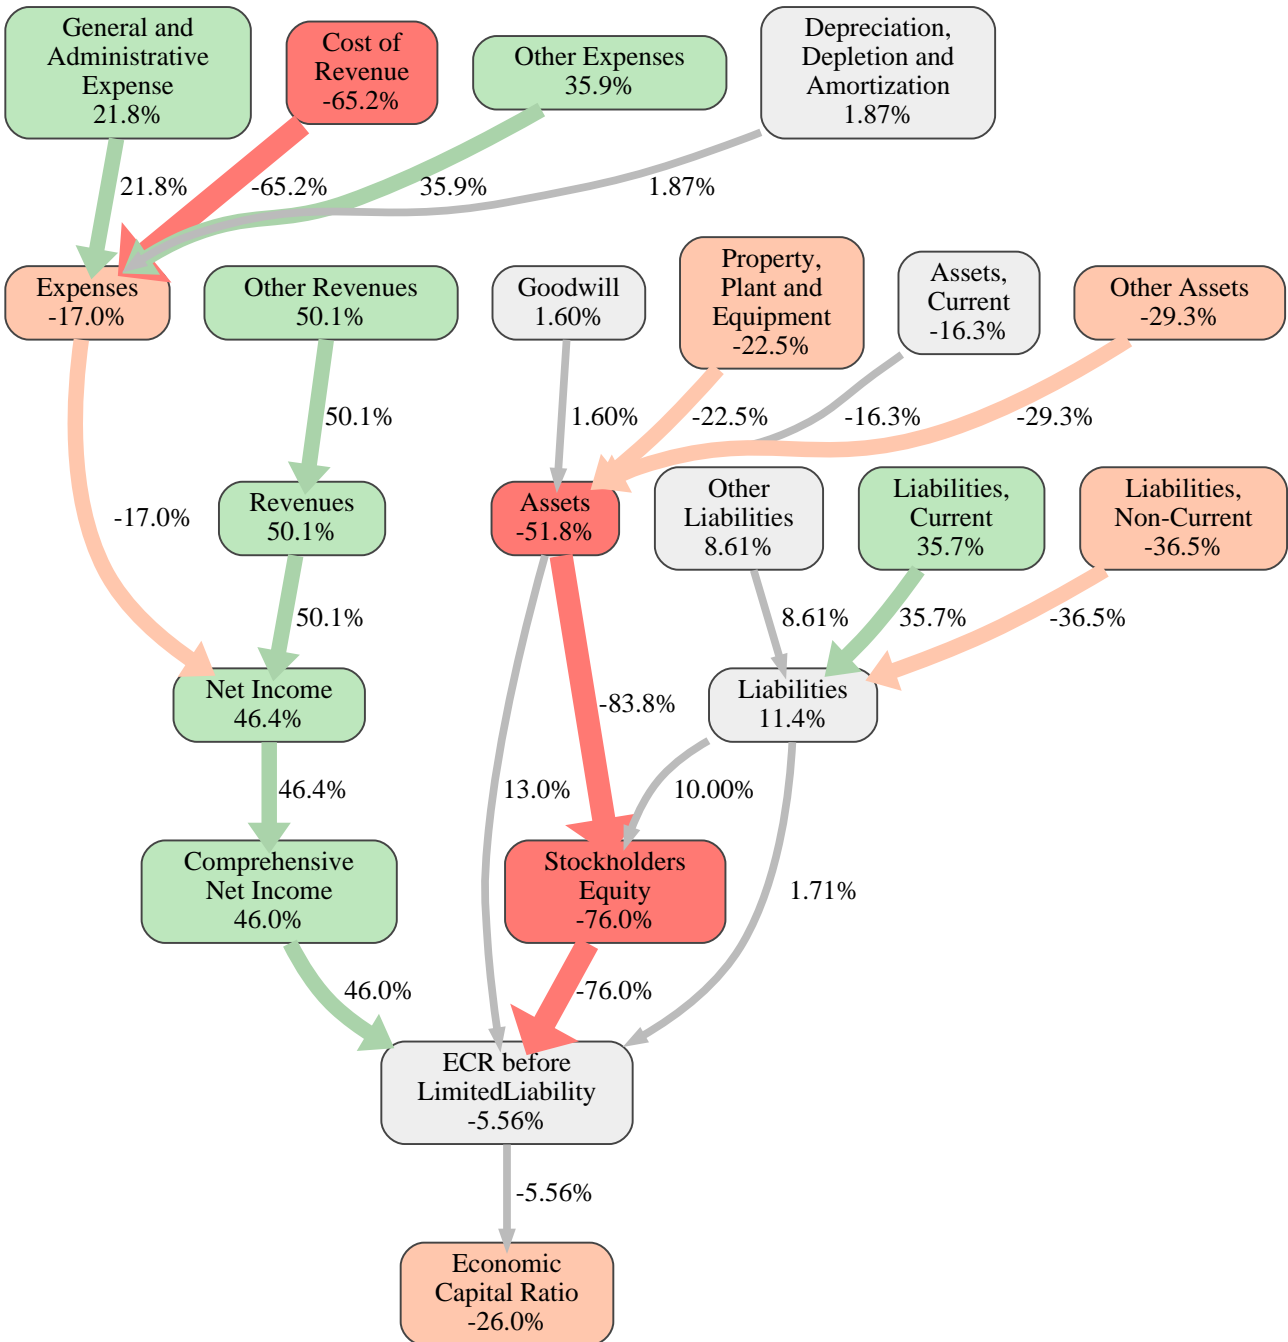 General and
Administrative
Expense
21.8%
Cost of
Revenue
-65.2%
Other Expenses
35.9%
Depreciation,
Depletion and
Amortization
1.87%
21.8%
-65.2%
35.9%
1.87%
Expenses
-17.0%
Other Revenues
50.1%
Goodwill
1.60%
Property,
Plant and
Equipment
-22.5%
Assets,
Current
-16.3%
Other Assets
-29.3%
50.1%
1.60%
-22.5%
-16.3%
-29.3%
-17.0%
Revenues
50.1%
Assets
-51.8%
Other
Liabilities
8.61%
Liabilities,
Current
35.7%
Liabilities,
Non-Current
-36.5%
50.1%
8.61%
35.7%
-36.5%
Net Income
46.4%
-83.8%
Liabilities
11.4%
46.4%
13.0%
10.00%
Comprehensive
Net Income
46.0%
Stockholders
Equity
-76.0%
1.71%
46.0%
-76.0%
ECR before
LimitedLiability
-5.56%
-5.56%
Economic
Capital Ratio
-26.0%